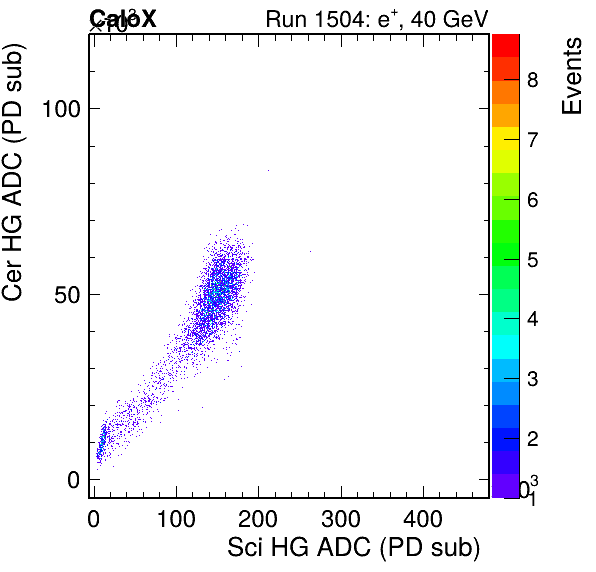 CaloX
×10³
Run 1504: e⁺, 40 GeV
Cer HG ADC (PD sub)
Events
100
50
0
8
7
6
5
4
3
2
1
0 100 200 300 400
Sci HG ADC (PD sub)